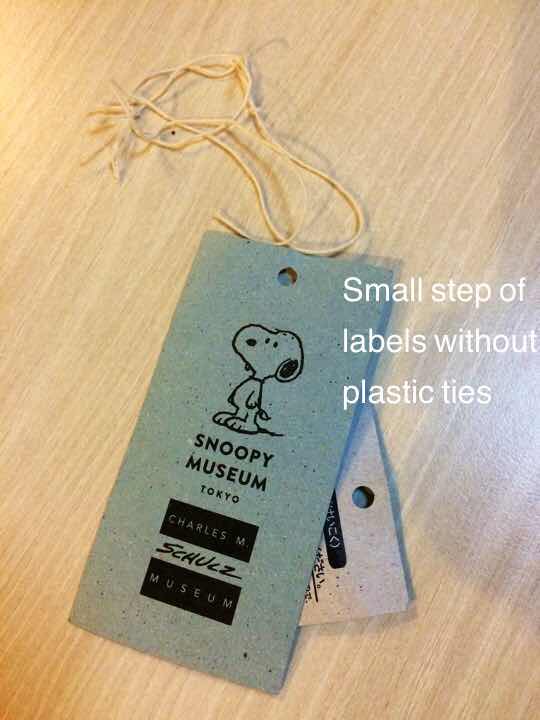 Small step of
labels without
plastic ties
SNOOPY
MUSEUM
TOKYO
CHARLES M.
SCHULZ
MUSEUM